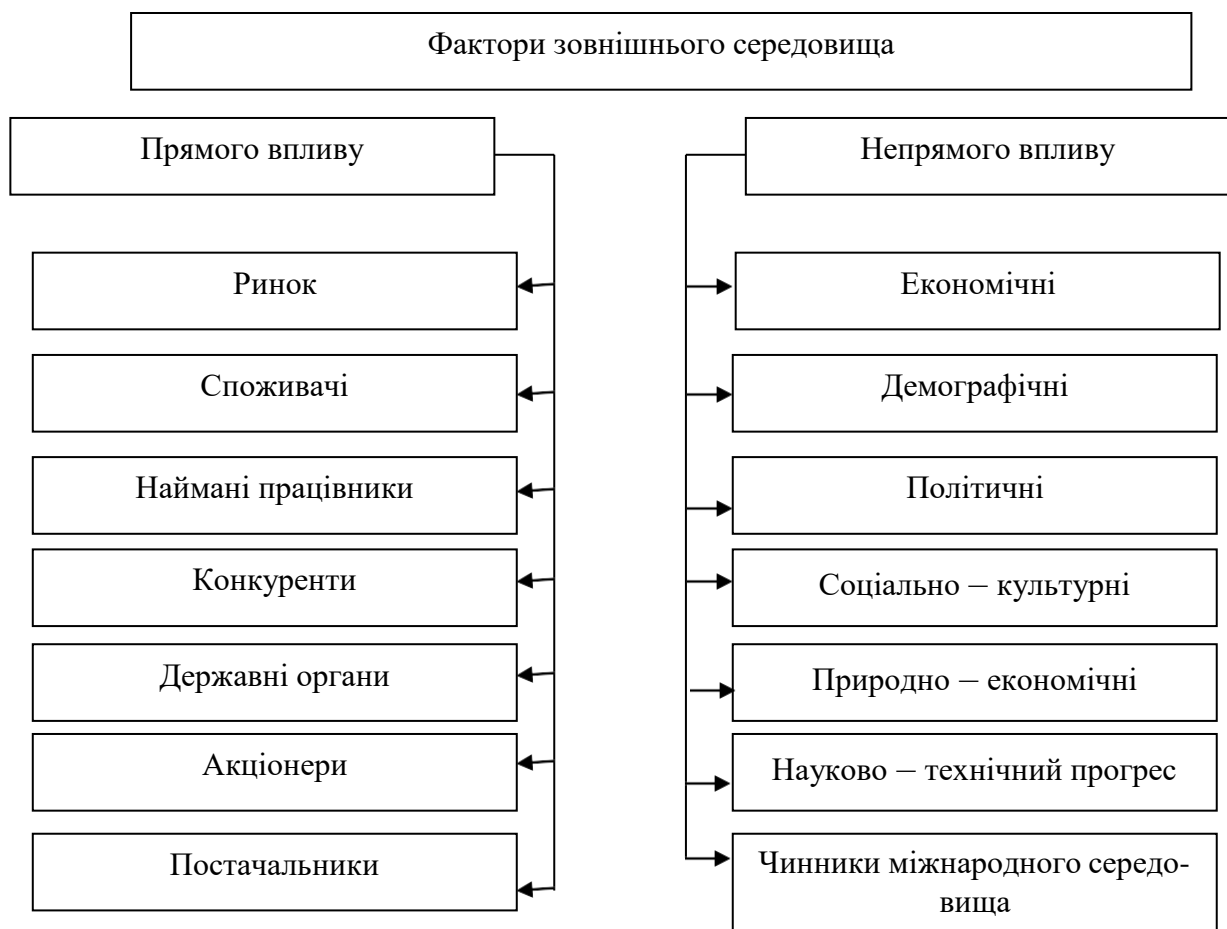 Фактори зовнішнього середовища
Прямого впливу
Ринок
Споживачі
Наймані працівники
Конкуренти
Державні органи
Акціонери
Постачальники
Непрямого впливу
Економічні
Демографічні
Політичні
Соціально – культурні
Природно – економічні
Науково – технічний прогрес
Чинники міжнародного середо-
вища